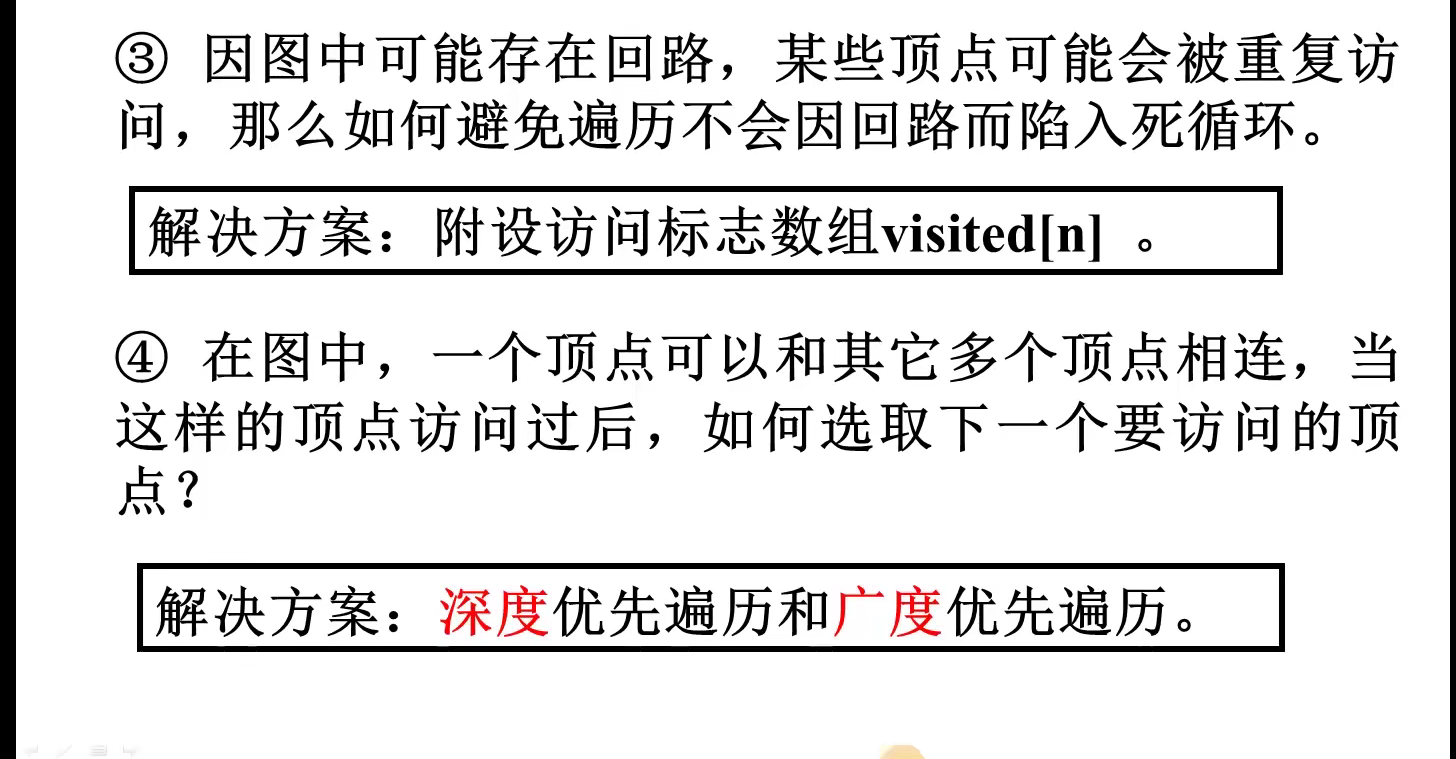 ③ 因图中可能存在回路，某些顶点可能会被重复访
问，那么如何避免遍历不会因回路而陷入死循环。
解决方案：附设访问标志数组visited[n] 。
④ 在图中，一个顶点可以和其它多个顶点相连，当
这样的顶点访问过后，如何选取下一个要访问的顶
点？
解决方案：深度优先遍历和广度优先遍历。